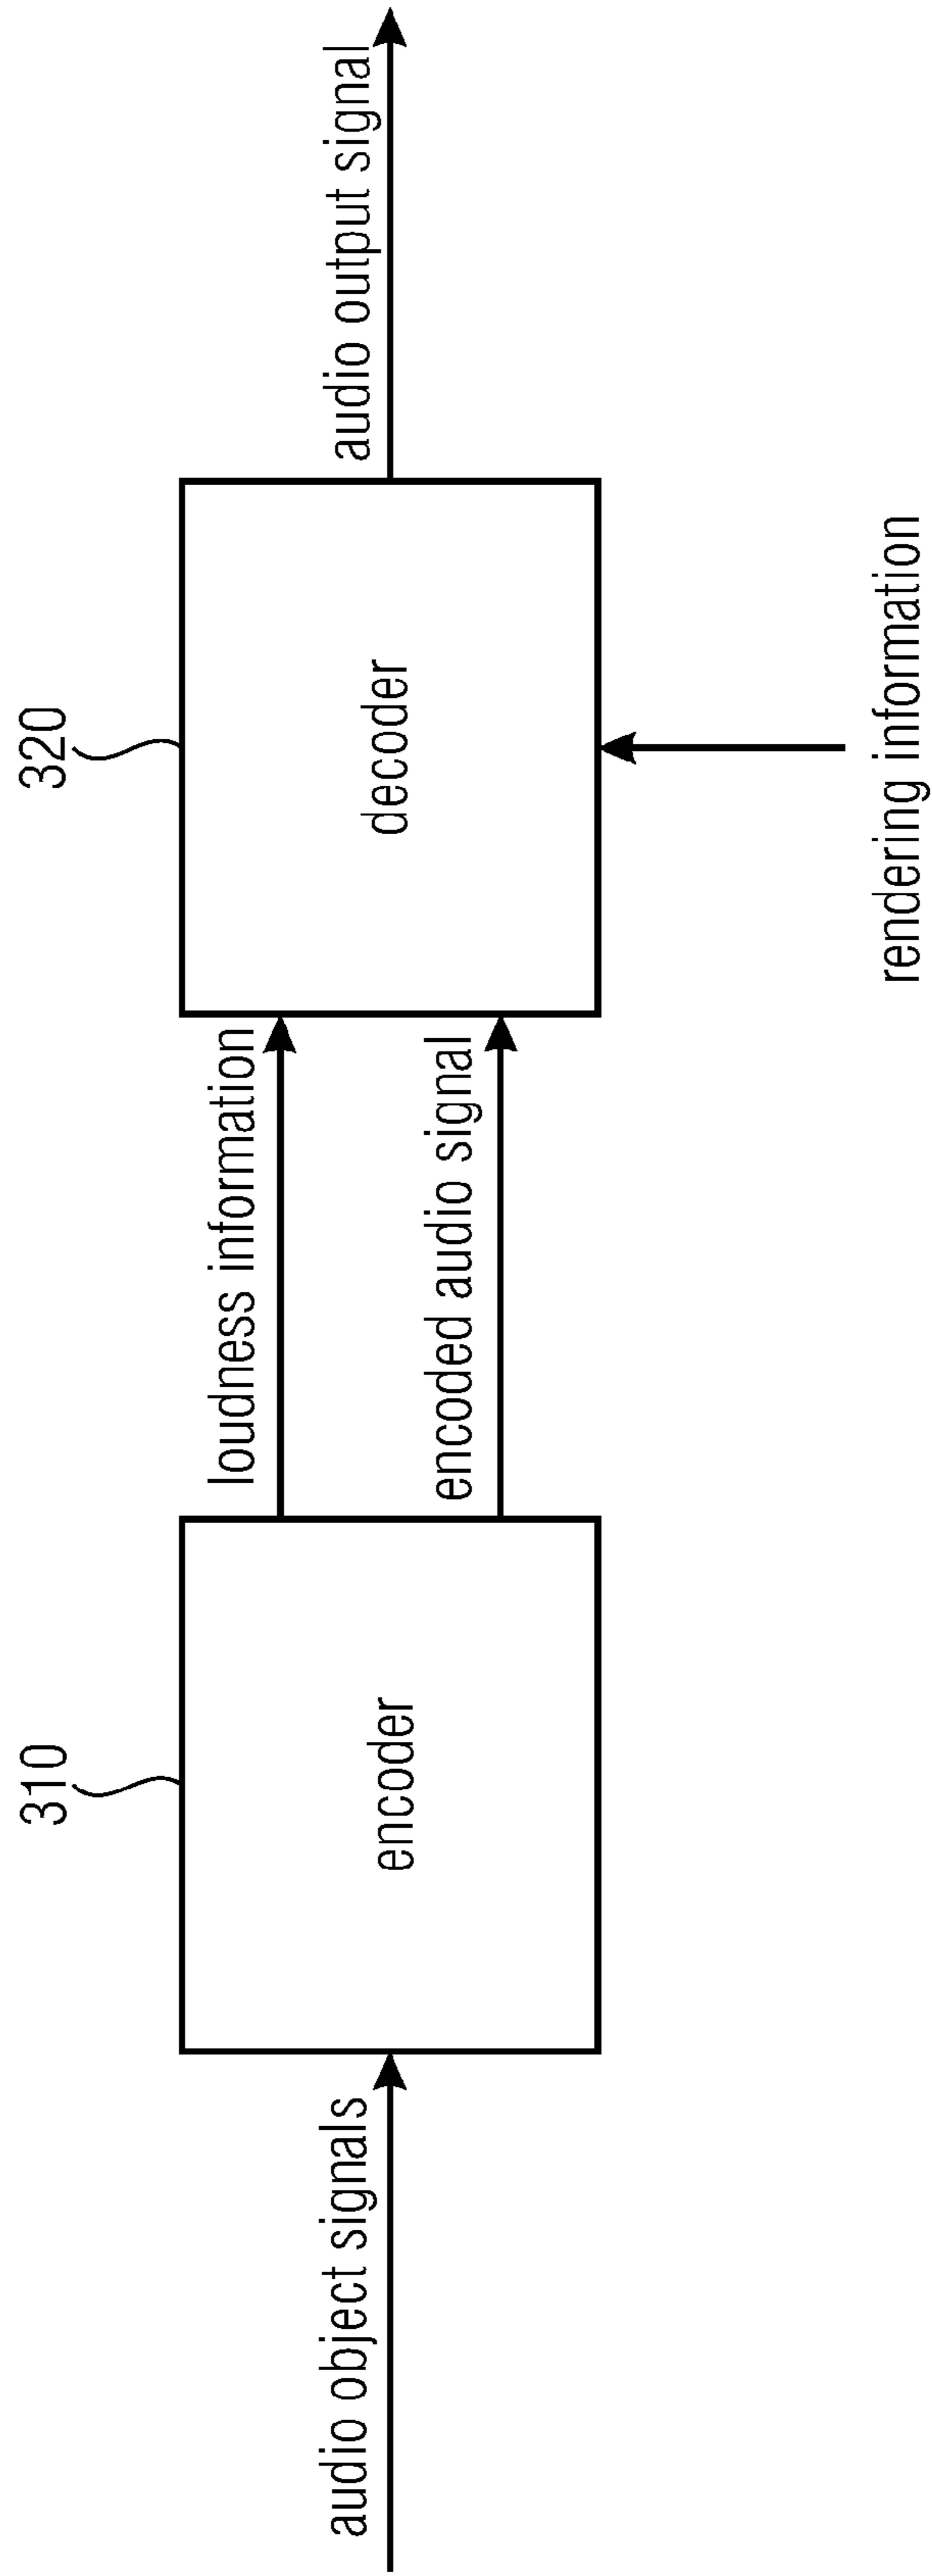 310
320
audio object signals
encoder
loudness information
encoded audio signal
decoder
audio output signal
rendering information